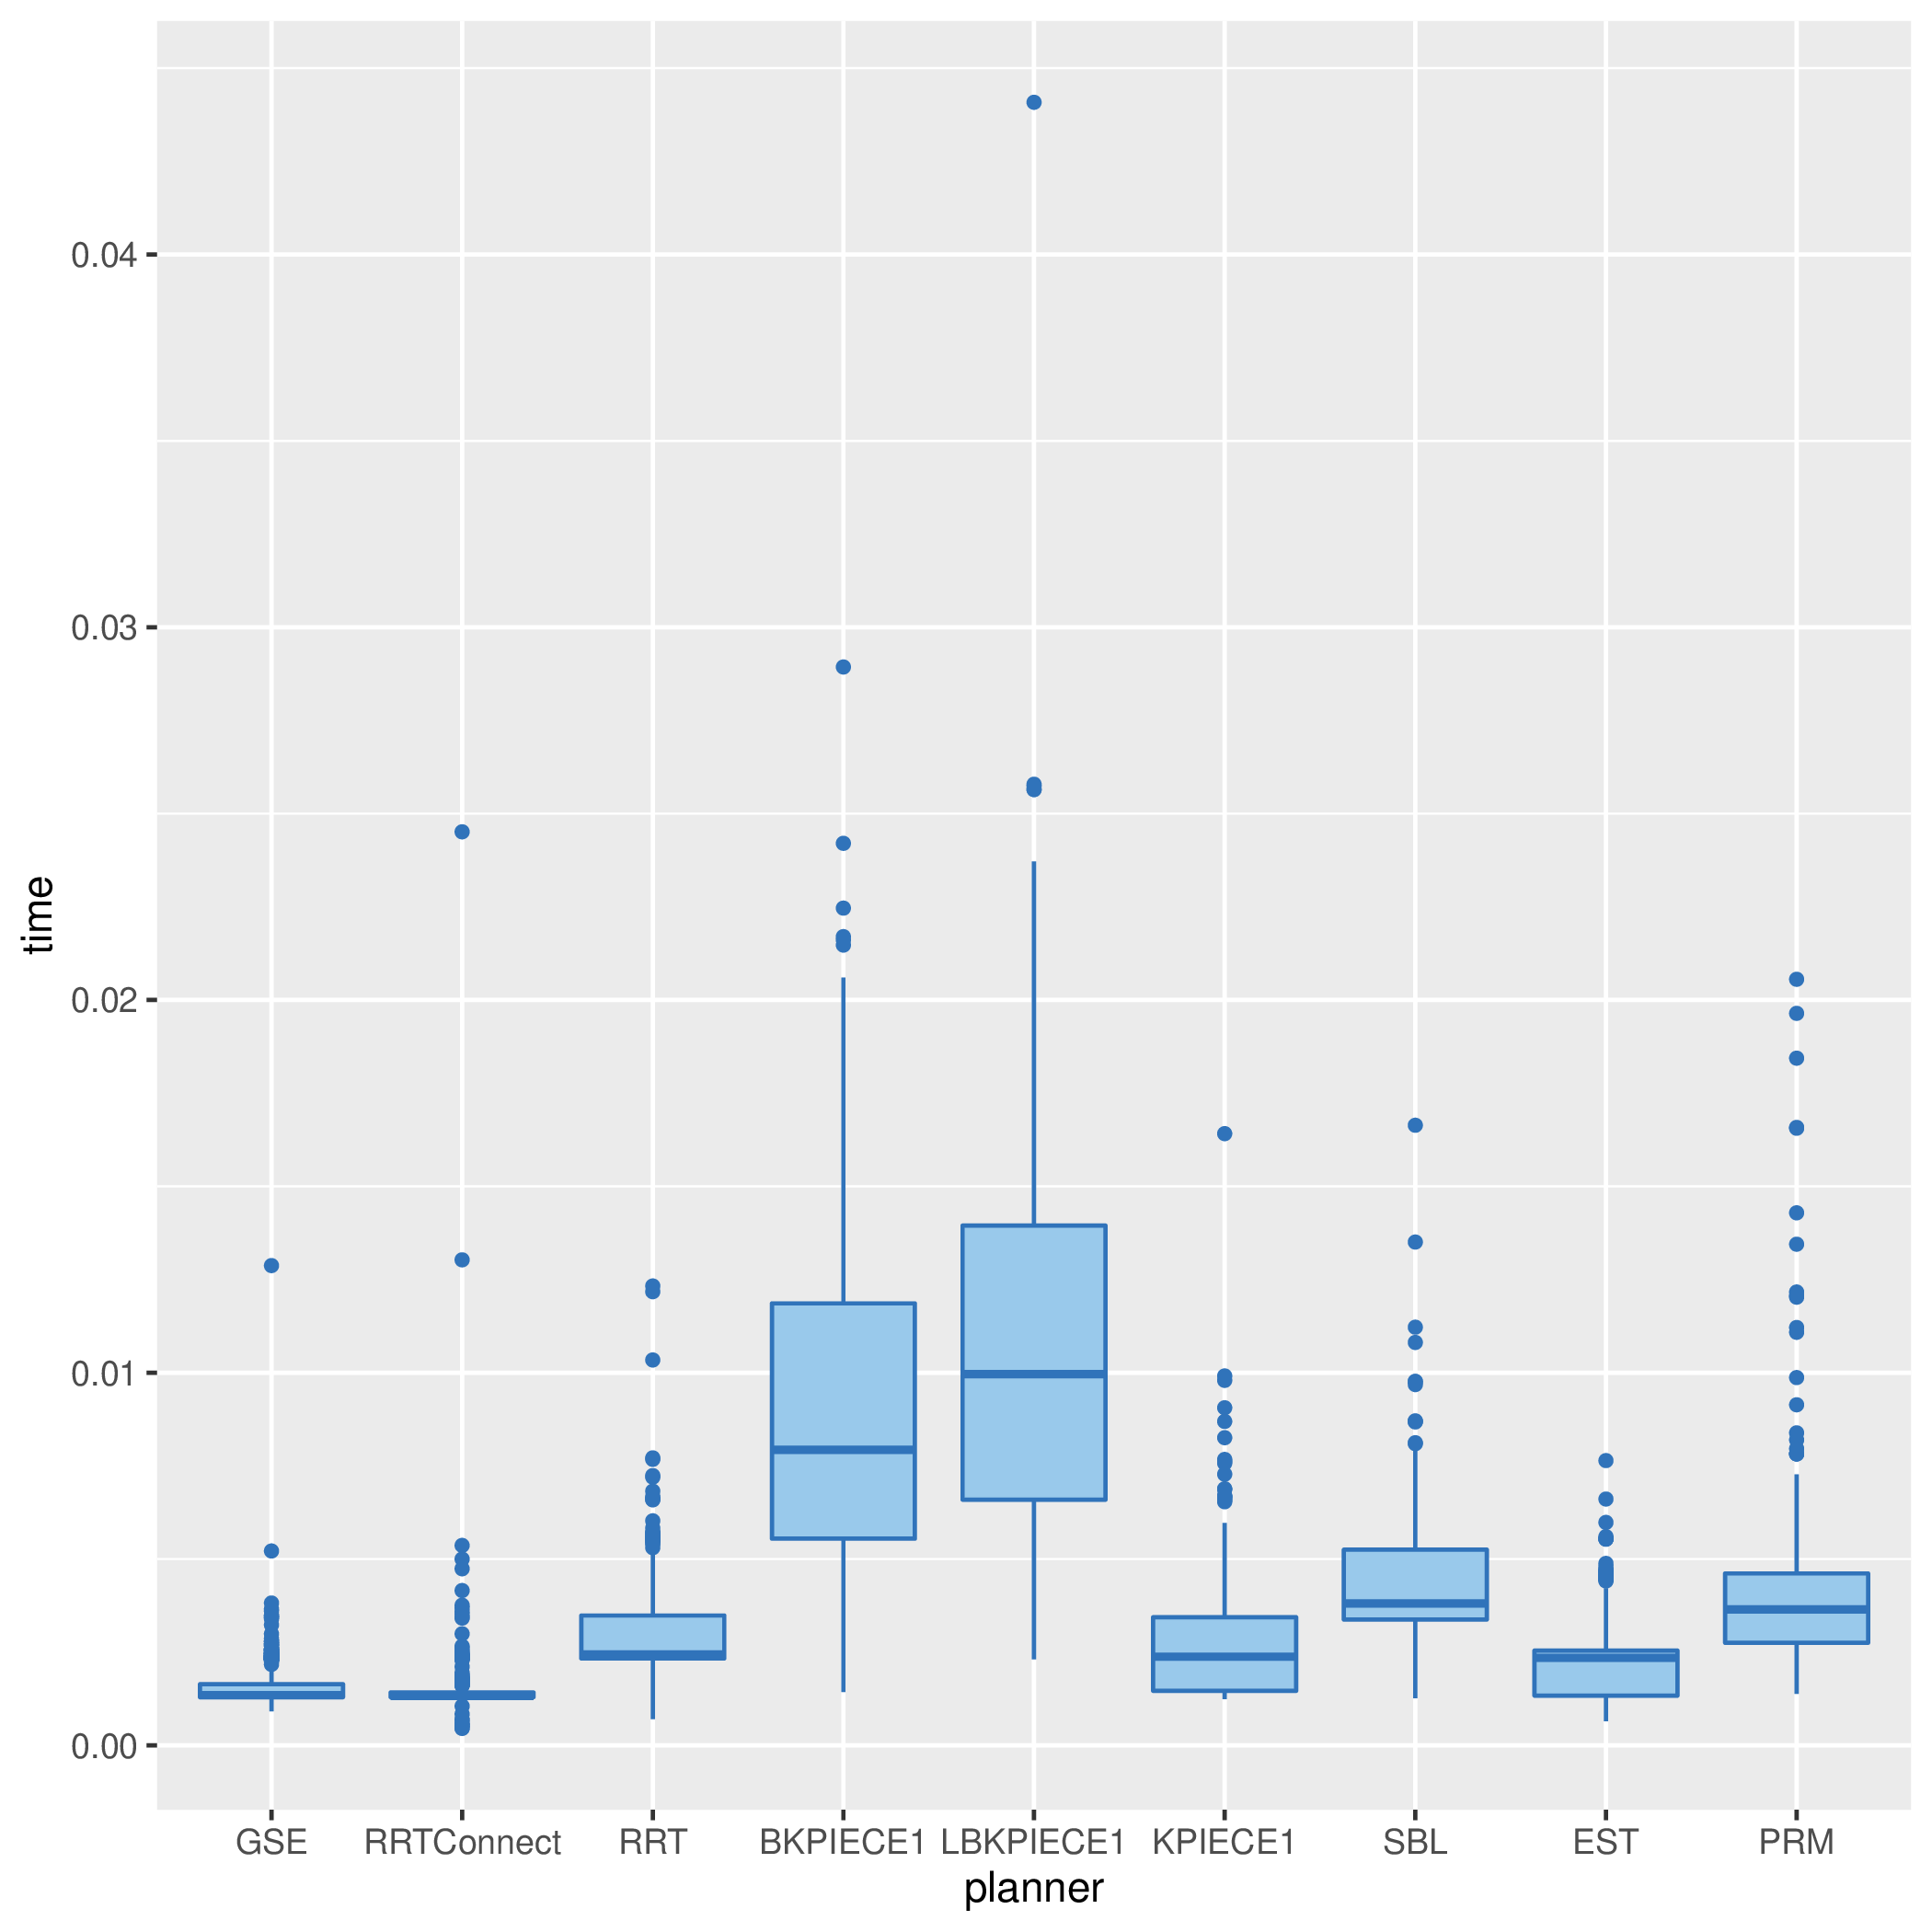 time
0.04
0.03
0.02
0.01
0.00
GSE RRTConnect RRT BKPIECE1 LBKPIECE1 KPIECE1 SBL EST PRM
planner